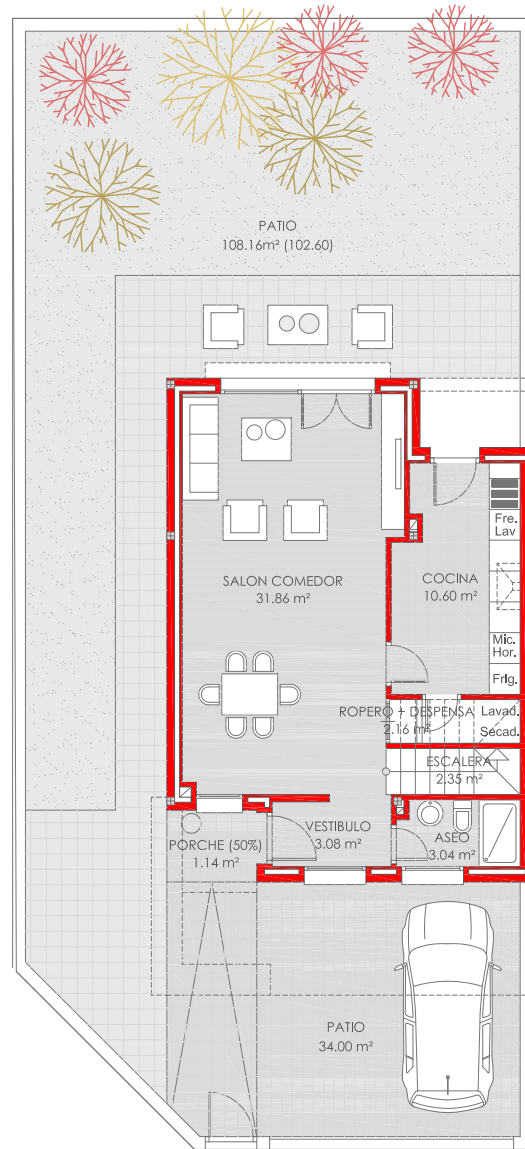 PATIO
108.16m² (102.60)
Fre.
Lav
SALON COMEDOR
31.86 m²
COCINA
10.60 m²
Mic.
Hor.
Frig.
ROPERO + DESPENSA
2.16 m²
Lavad.
Secad.
ESCALERA
2.35 m²
VESTIBULO
3.08 m²
ASEO
3.04 m²
PORCHE (50%)
1.14 m²
PATIO
34.00 m²